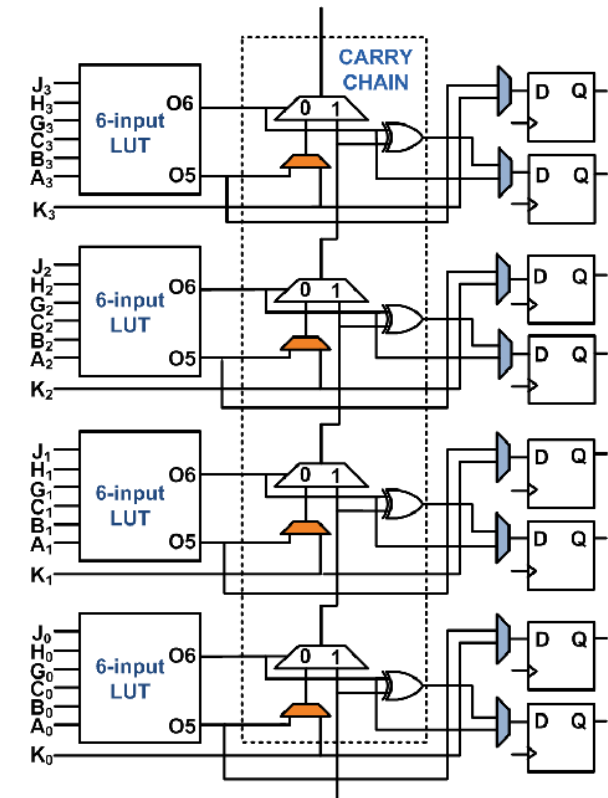 CARRY
CHAIN
J3
H3
G3
C3
B3
A3
K3
6-input
LUT
O6
O5
0 1
D Q
D Q
J2
H2
G2
C2
B2
A2
K2
6-input
LUT
O6
O5
0 1
D Q
D Q
J1
H1
G1
C1
B1
A1
K1
6-input
LUT
O6
O5
0 1
D Q
D Q
J0
H0
G0
C0
B0
A0
K0
6-input
LUT
O6
O5
0 1
D Q
D Q